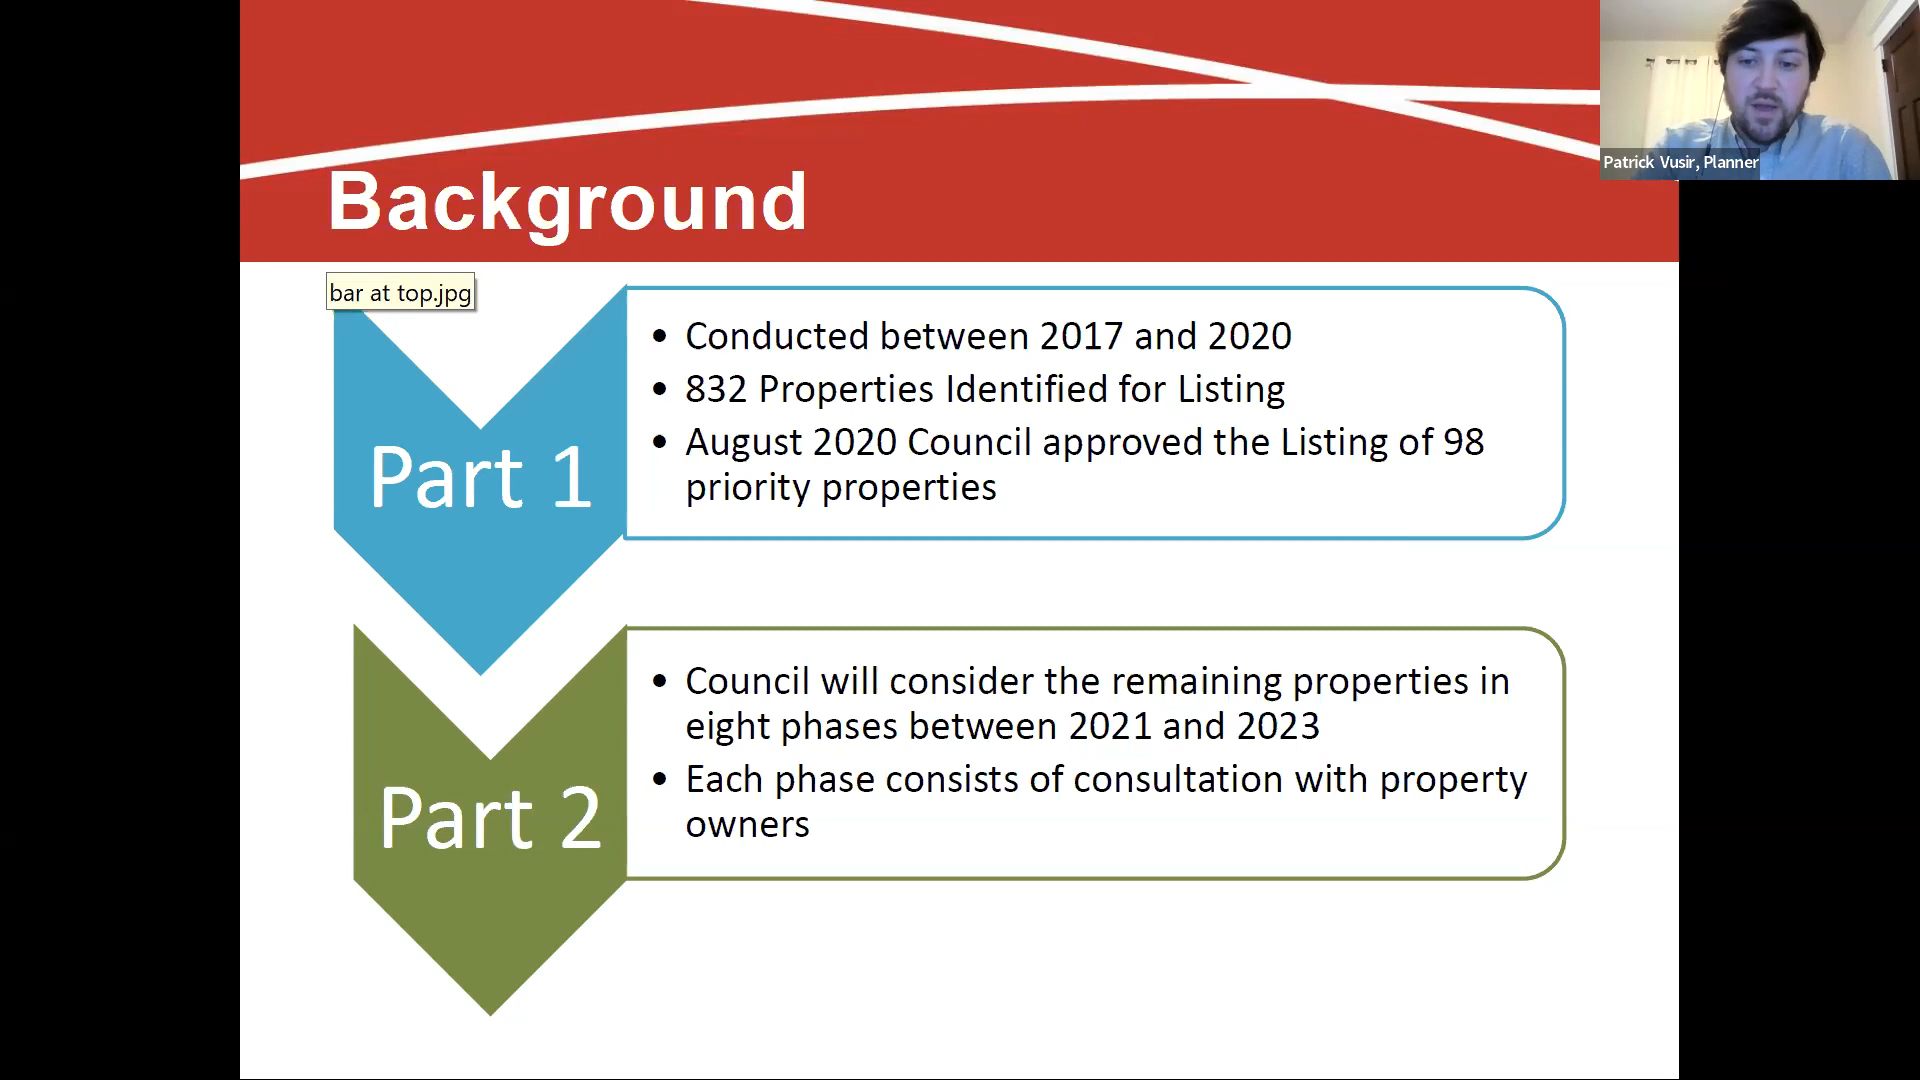 Patrick Vusir, Planner
Background
bar at top.jpg
Part 1
• Conducted between 2017 and 2020
• 832 Properties Identified for Listing
• August 2020 Council approved the Listing of 98
priority properties
Part 2
• Council will consider the remaining properties in
eight phases between 2021 and 2023
• Each phase consists of consultation with property
owners